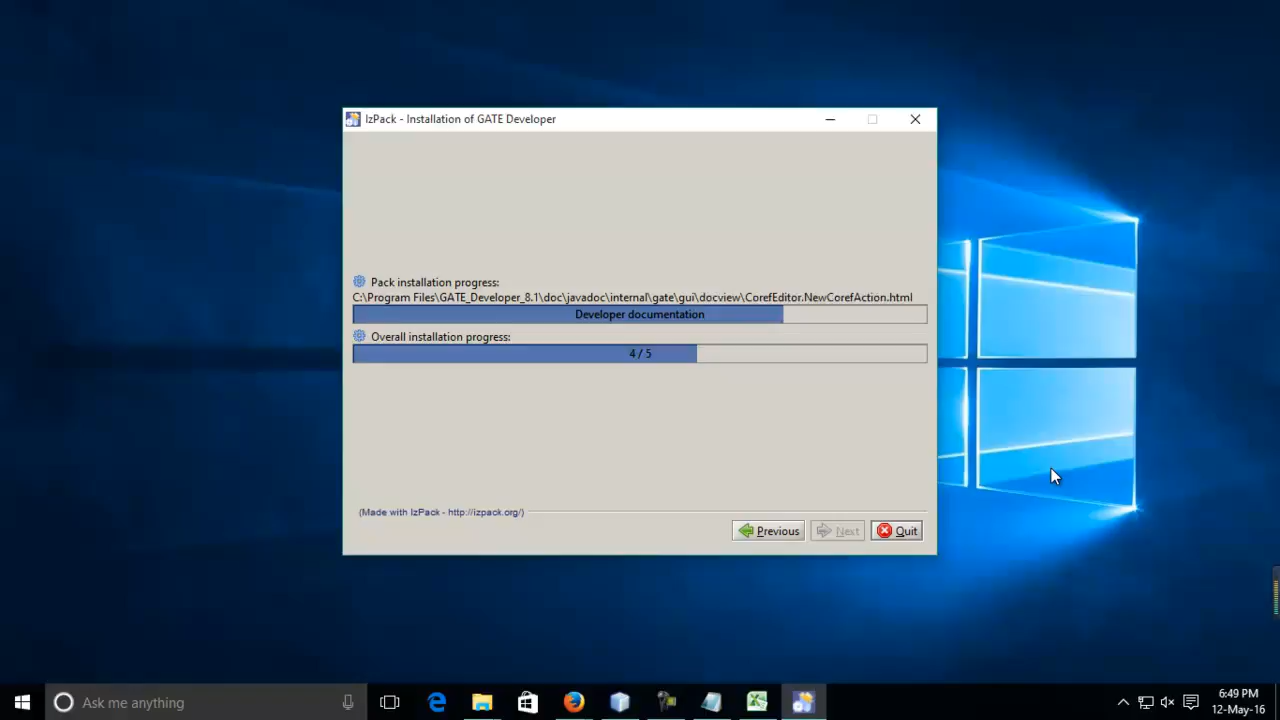 IzPack - Installation of GATE Developer
Pack installation progress:
C:\Program Files\GATE_Developer_8.1\doc\javadoc\internal\gate\gui\docview\CorefEditor.NewCorefAction.html
Developer documentation
Overall installation progress:
4 / 5
(Made with IzPack - http://izpack.org/)
Previous Next Quit
Ask me anything
6:49 PM
12-May-16